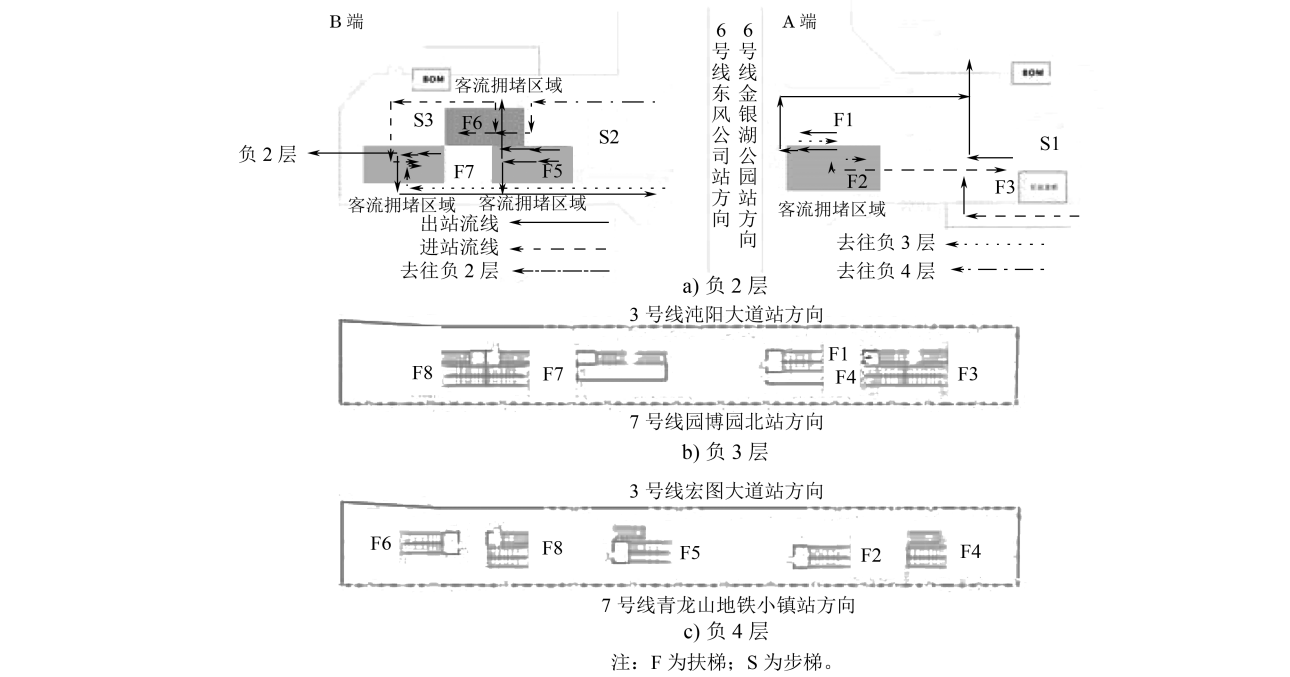 B 端
A 端
BOM
客流拥堵区域
BOM
S3
F6
S2
F1
S1
负 2 层
F7
F5
F2
F3
客流拥堵区域
客流拥堵区域
客流拥堵区域
6号线东风公司站方向
6号线金银湖公园站方向
出站流线
进站流线
去往负 2 层
去往负 3 层
去往负 4 层
a) 负 2 层
3 号线沌阳大道站方向
F8
F7
F1
F4
F3
7 号线园博园北站方向
b) 负 3 层
3 号线宏图大道站方向
F6
F8
F5
F2
F4
7 号线青龙山地铁小镇站方向
c) 负 4 层
注：F 为扶梯；S 为步梯。